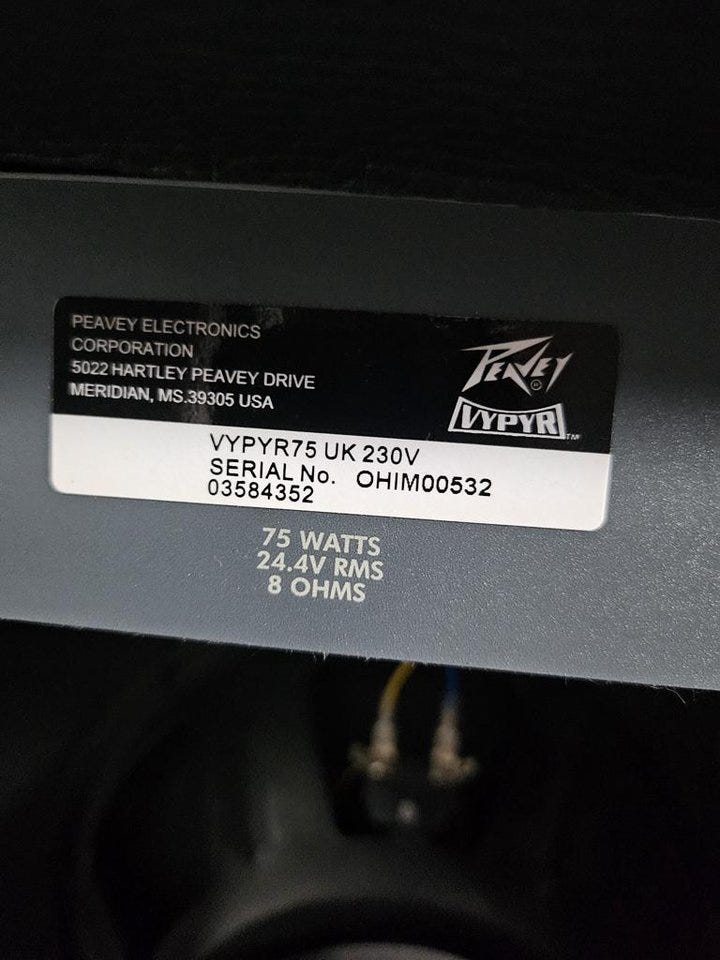 PEAVEY ELECTRONICS
CORPORATION
5022 HARTLEY PEAVEY DRIVE
MERIDIAN, MS.39305 USA
PEAVEY ®
VYPYR TM
VYPYR75 UK 230V
SERIAL No. OHIM00532
03584352
75 WATTS
24.4V RMS
8 OHMS